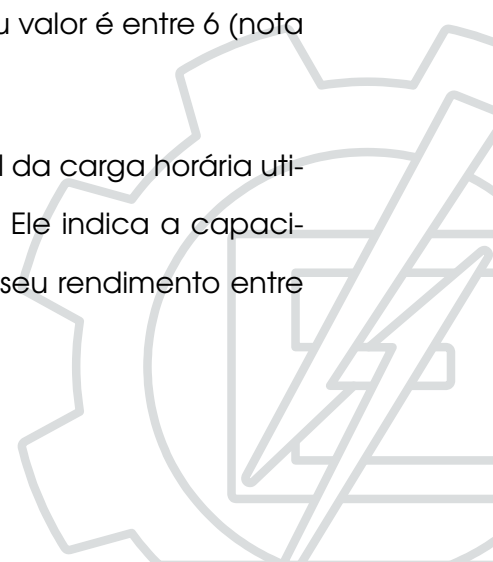 u valor é entre 6 (nota
l da carga horária uti-
Ele indica a capaci-
seu rendimento entre